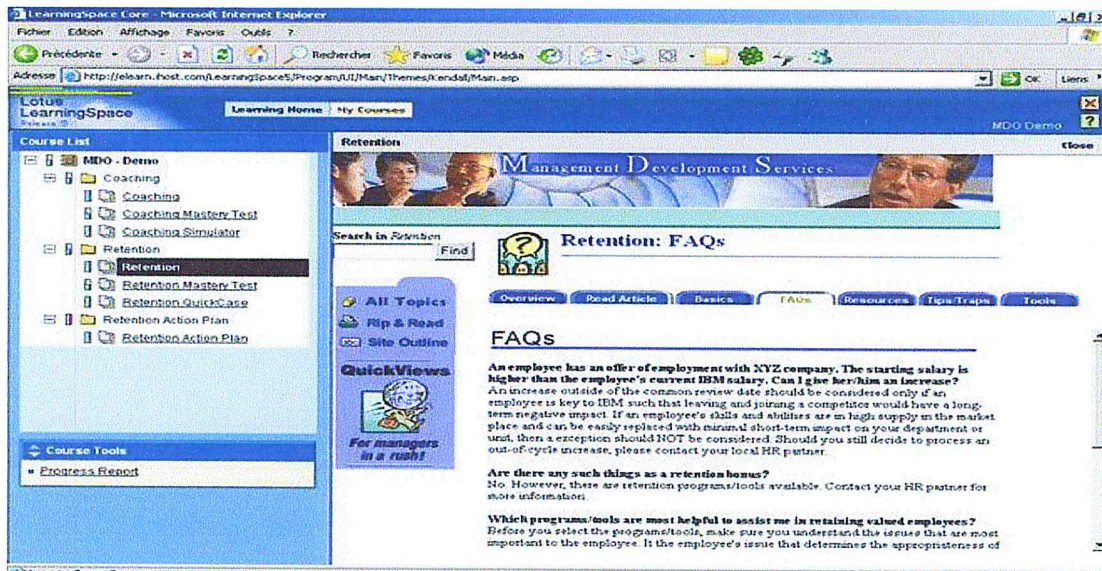 LearningSpace Core - Microsoft Internet Explorer
Fichier Edition Affichage Favoris Outils ?
Précédente Rechercher Favoris Média
Adresse http://elearn.ihost.com/LearningSpace5/Program/UI/Main/Themes/Kendall/Main.asp OK Liens »
Lotus
LearningSpace
Release 5
Learning Home My Courses
MDO Demo ?
Course List
MDO - Demo
Coaching
Coaching
Coaching Mastery Test
Coaching Simulator
Retention
Retention
Retention Mastery Test
Retention QuickCase
Retention Action Plan
Retention Action Plan
Course Tools
Progress Report
Retention Close
Management Development Services
Search in Retention
Find
All Topics
Rip & Read
Site Outline
QuickViews
For managers
in a rush!
Retention: FAQs
Overview Read Article Basics FAQs Resources Tips/Traps Tools
FAQs
An employee has an offer of employment with XYZ company. The starting salary is
higher than the employee's current IBM salary. Can I give her/him an increase?
An increase outside of the common review date should be considered only if an
employee is key to IBM such that leaving and joining a competitor would have a long-
term negative impact. If an employee's skills and abilities are in high supply in the market
place and can be easily replaced with minimal short-term impact on your department or
unit, then a exception should NOT be considered. Should you still decide to process an
out-of-cycle increase, please contact your local HR partner.
Are there any such things as a retention bonus?
No. However, there are retention programs/tools available. Contact your HR partner for
more information.
Which programs/tools are most helpful to assist me in retaining valued employees?
Before you select the programs/tools, make sure you understand the issues that are most
important to the employee. It the employee's issue that determines the appropriateness of